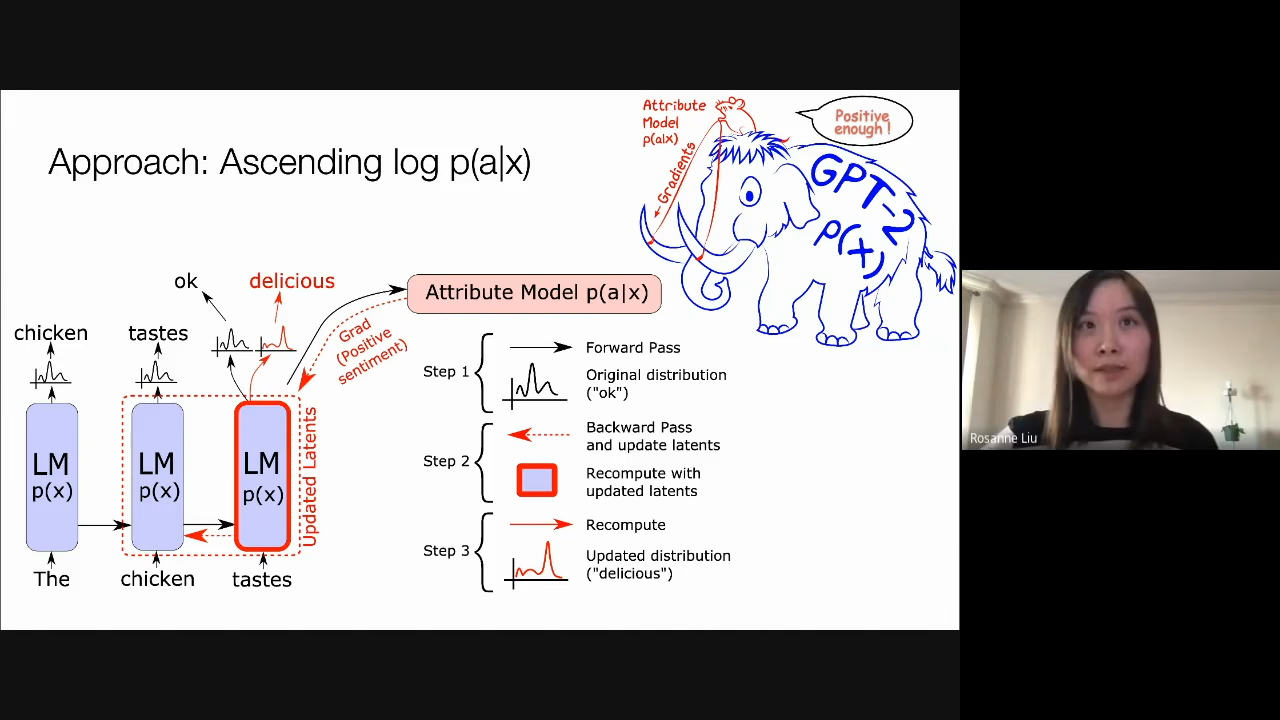 Approach: Ascending log p(a|x)
Attribute
Model
p(a|x)
Gradients
Positive
enough!
GPT-2
p(x)
ok
delicious
Attribute Model p(a|x)
Grad
(Positive
sentiment)
chicken
tastes
LM
p(x)
LM
p(x)
LM
p(x)
Updated Latents
The
chicken
tastes
Step 1
Forward Pass
Original distribution
("ok")
Step 2
Backward Pass
and update latents
Recompute with
updated latents
Step 3
Recompute
Updated distribution
("delicious")
Rosanne Liu